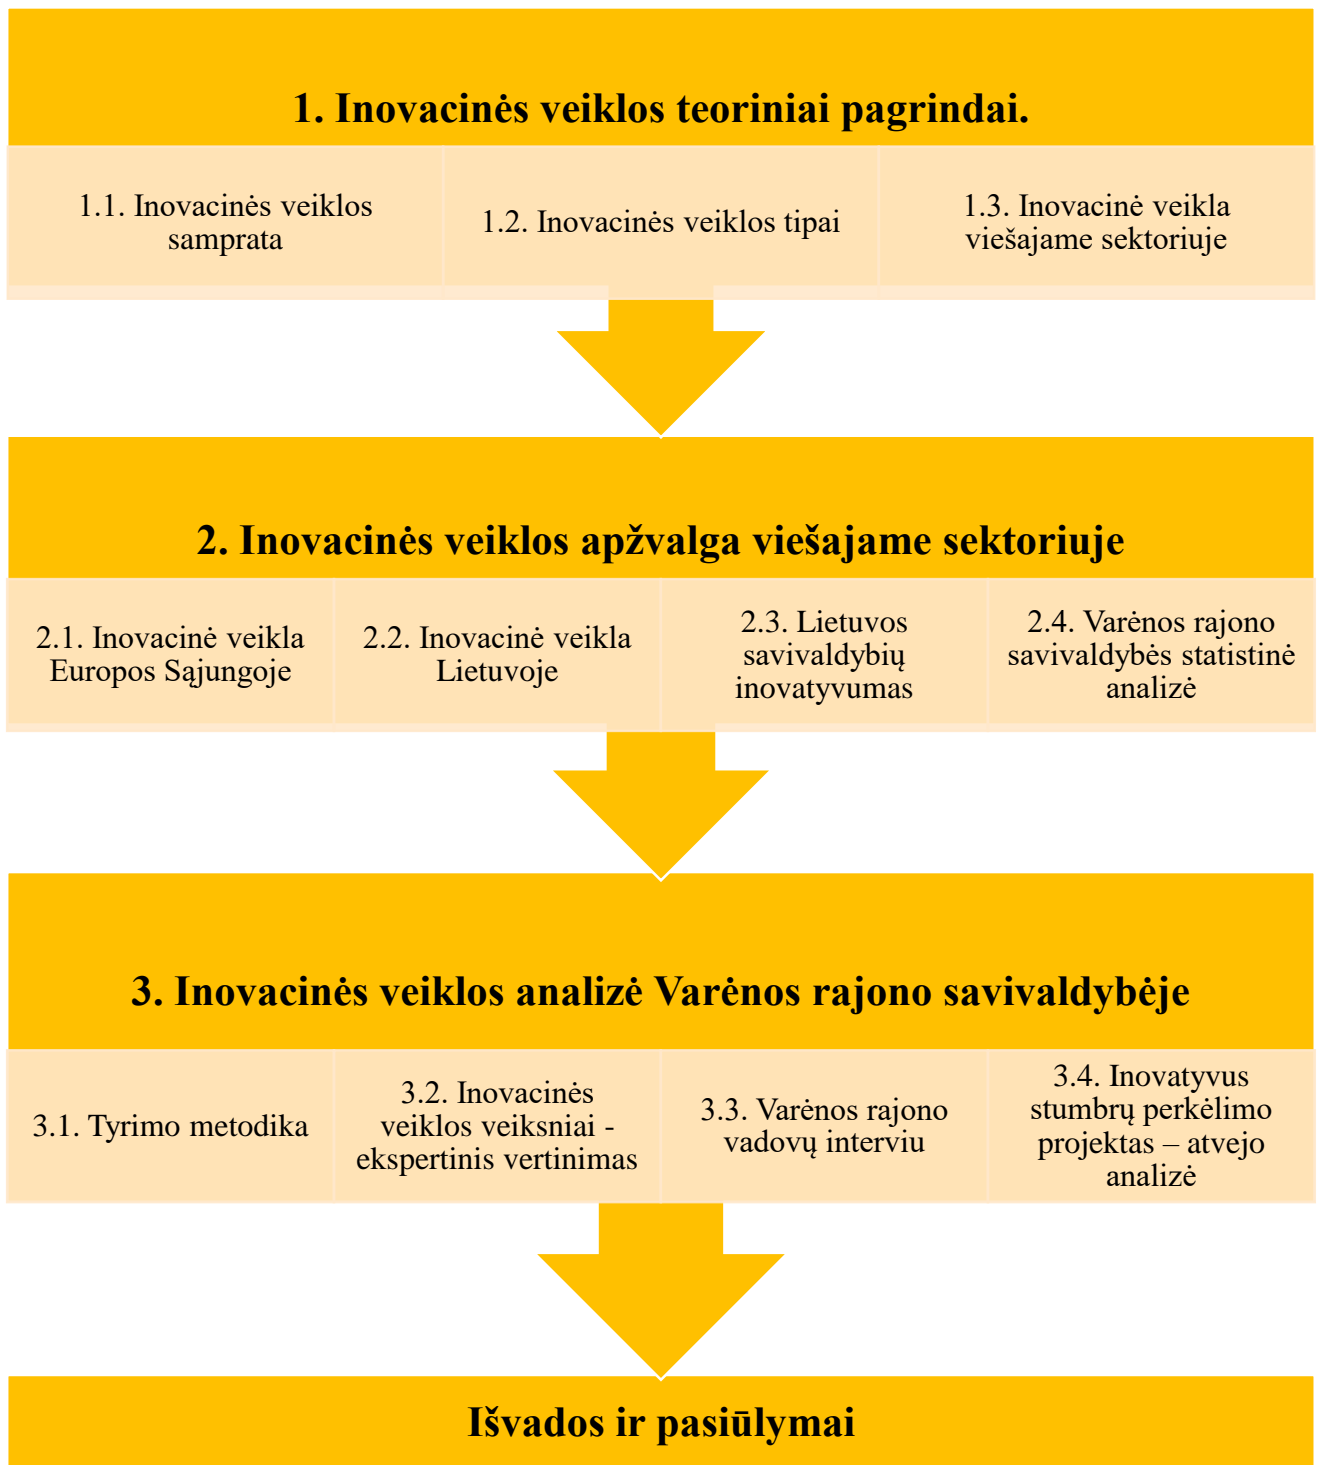 1. Inovacinės veiklos teoriniai pagrindai.
1.1. Inovacinės veiklos
samprata
1.2. Inovacinės veiklos tipai
1.3. Inovacinė veikla
viešajame sektoriuje
2. Inovacinės veiklos apžvalga viešajame sektoriuje
2.1. Inovacinė veikla
Europos Sąjungoje
2.2. Inovacinė veikla
Lietuvoje
2.3. Lietuvos
savivaldybių
inovatyvumas
2.4. Varėnos rajono
savivaldybės statistinė
analizė
3. Inovacinės veiklos analizė Varėnos rajono savivaldybėje
3.1. Tyrimo metodika
3.2. Inovacinės
veiklos veiksniai -
ekspertinis vertinimas
3.3. Varėnos rajono
vadovų interviu
3.4. Inovatyvus
stumbrų perkėlimo
projektas – atvejo
analizė
Išvados ir pasiūlymai